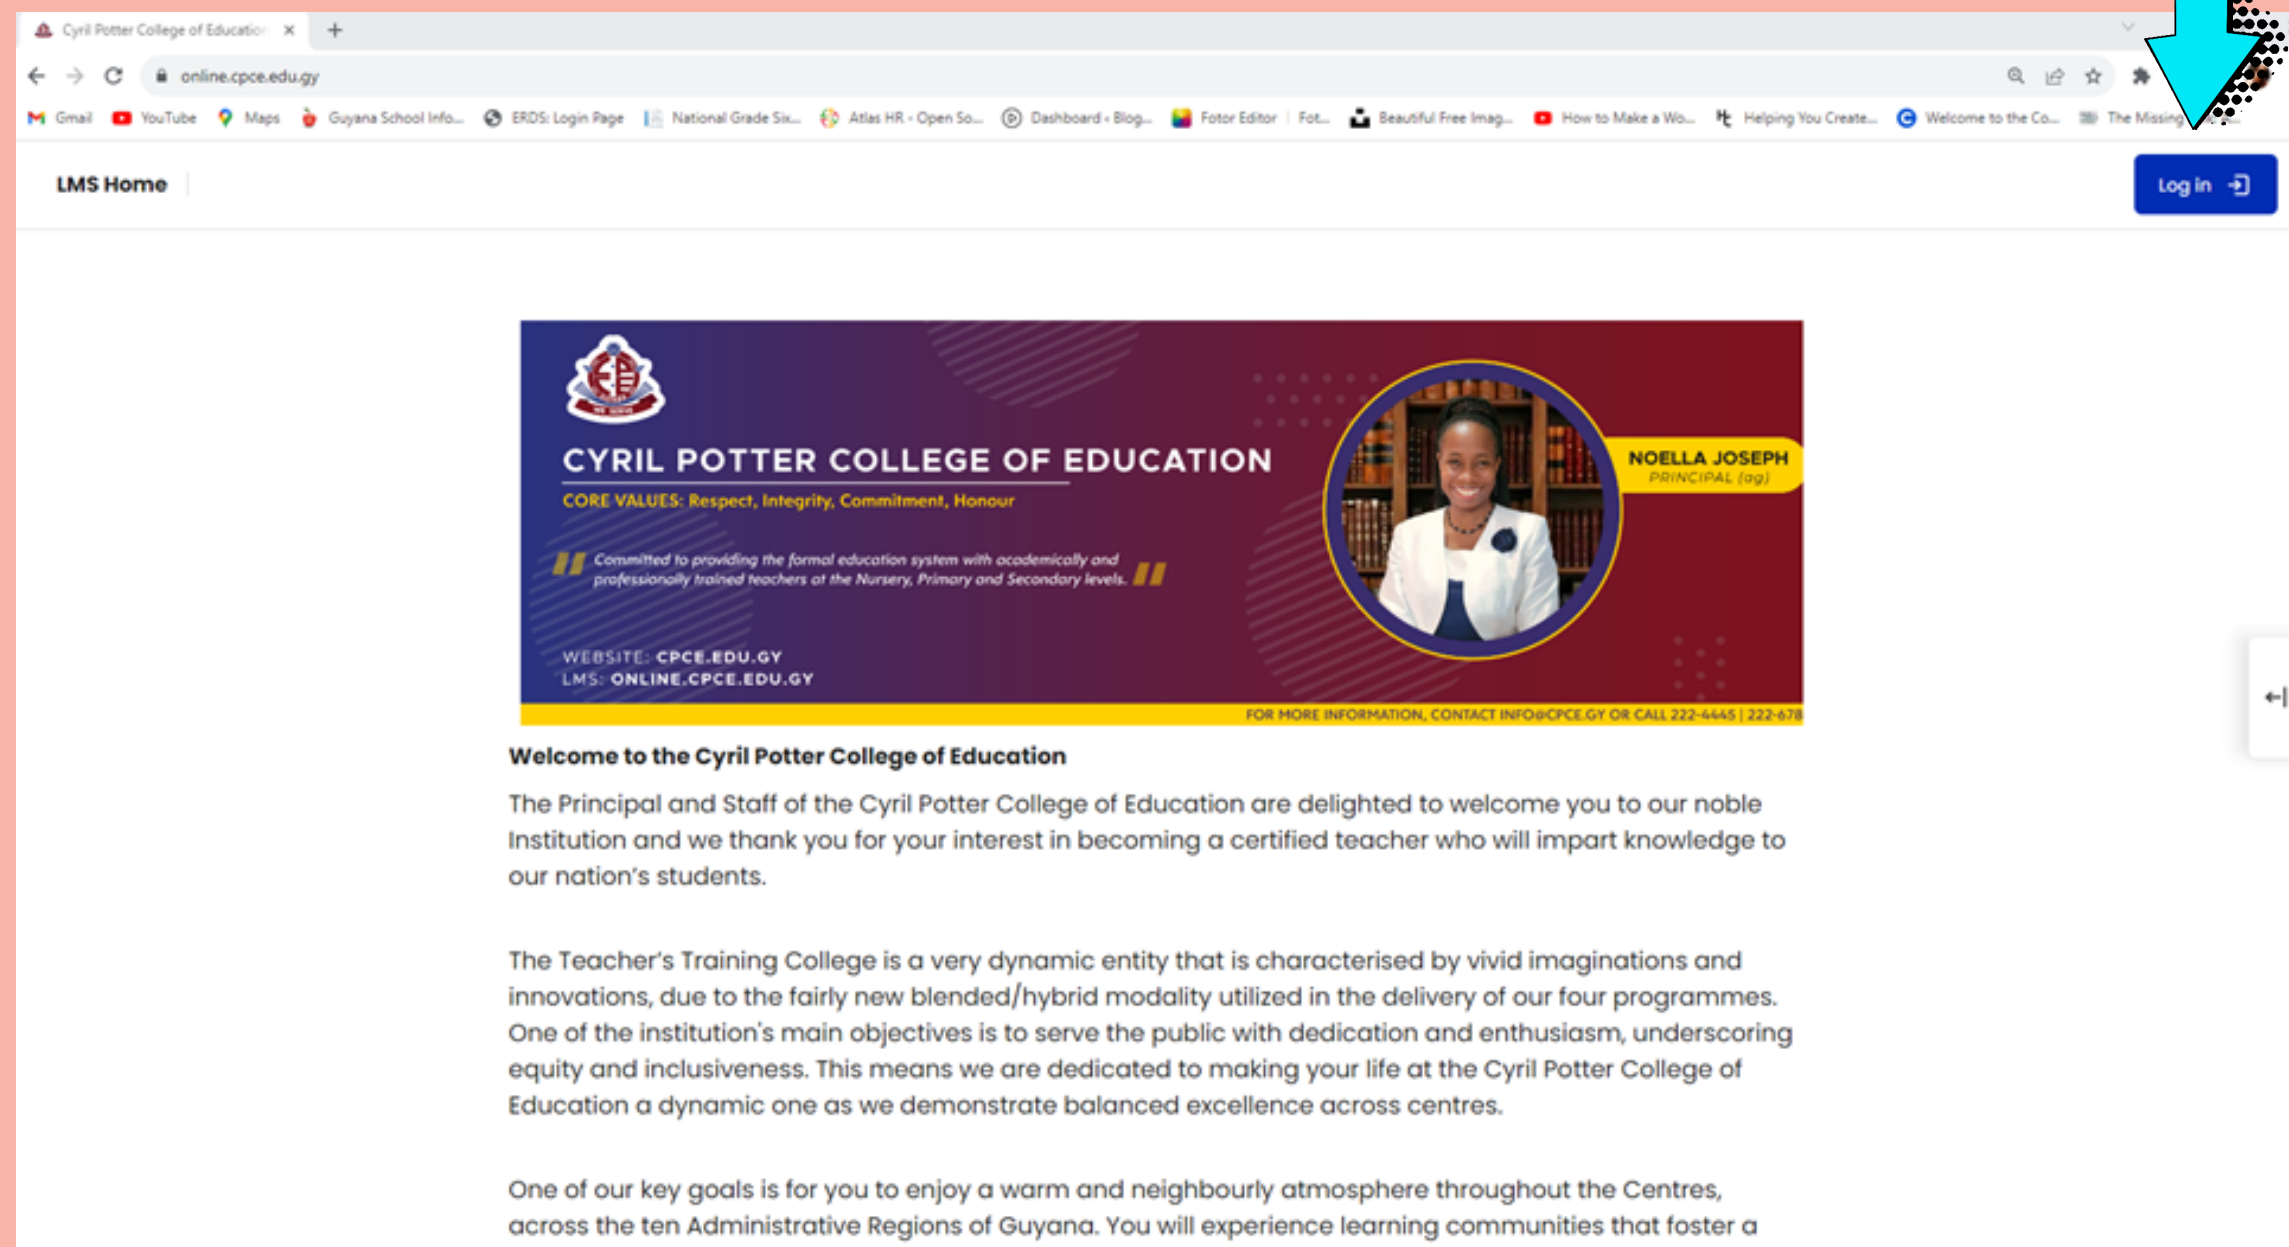 Cyril Potter College of Education
online.cpce.edu.gy
Gmail YouTube Maps Guyana School Info... ERDS: Login Page National Grade Six... Atlas HR - Open So... Dashboard ‹ Blog... Fotor Editor | Fot... Beautiful Free Imag... How to Make a Wo... Helping You Create... Welcome to the Co... The Missing
LMS Home
Log in
CYRIL POTTER COLLEGE OF EDUCATION
CORE VALUES: Respect, Integrity, Commitment, Honour
Committed to providing the formal education system with academically and
professionally trained teachers at the Nursery, Primary and Secondary levels.
NOELLA JOSEPH
PRINCIPAL (ag)
WEBSITE: CPCE.EDU.GY
LMS: ONLINE.CPCE.EDU.GY
FOR MORE INFORMATION, CONTACT INFO@CPCE.GY OR CALL 222-4445 | 222-678
Welcome to the Cyril Potter College of Education
The Principal and Staff of the Cyril Potter College of Education are delighted to welcome you to our noble
Institution and we thank you for your interest in becoming a certified teacher who will impart knowledge to
our nation's students.
The Teacher's Training College is a very dynamic entity that is characterised by vivid imaginations and
innovations, due to the fairly new blended/hybrid modality utilized in the delivery of our four programmes.
One of the institution's main objectives is to serve the public with dedication and enthusiasm, underscoring
equity and inclusiveness. This means we are dedicated to making your life at the Cyril Potter College of
Education a dynamic one as we demonstrate balanced excellence across centres.
One of our key goals is for you to enjoy a warm and neighbourly atmosphere throughout the Centres,
across the ten Administrative Regions of Guyana. You will experience learning communities that foster a